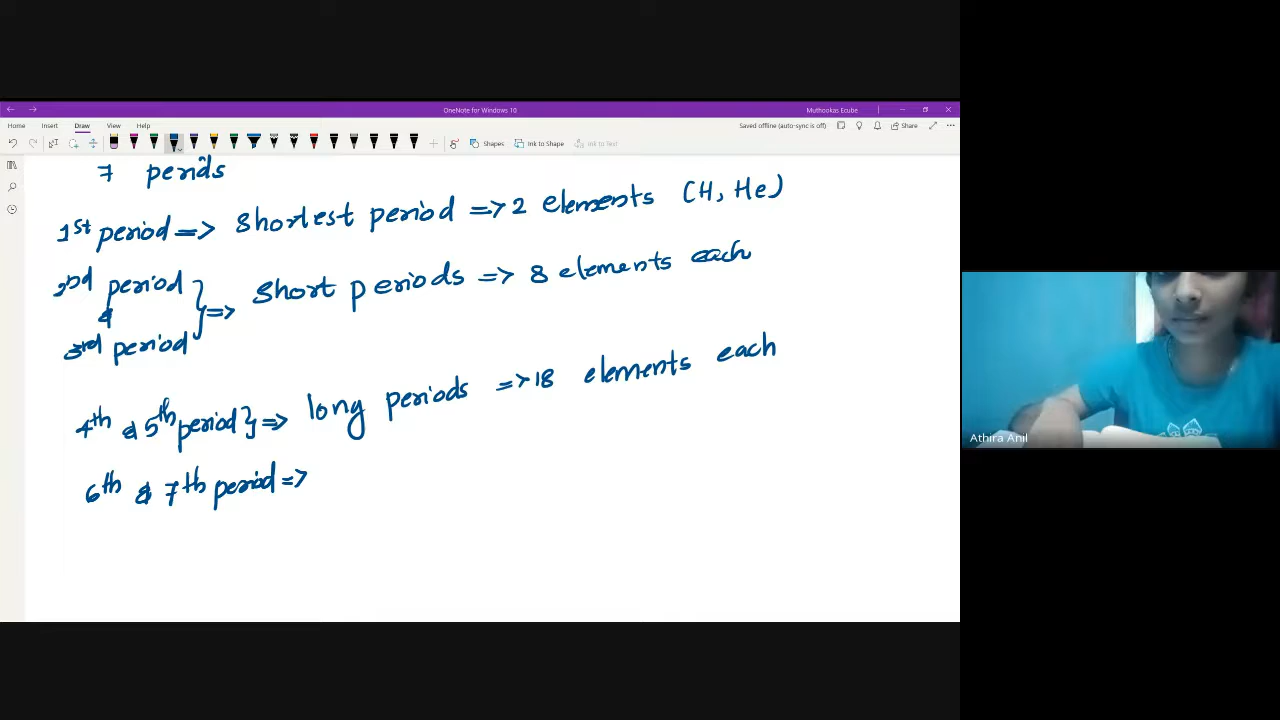 OneNote for Windows 10
Muthookas Ecube
Home Insert Draw View Help
Saved offline (auto-sync is off) Share
Shapes Ink to Shape Ink to Text
7 periods
1st period => Shortest period => 2 elements (H, He)
2nd period
&
3rd period
} => Short periods => 8 elements each
4th & 5th period } => long periods => 18 elements each
6th & 7th period =>
Athira Anil